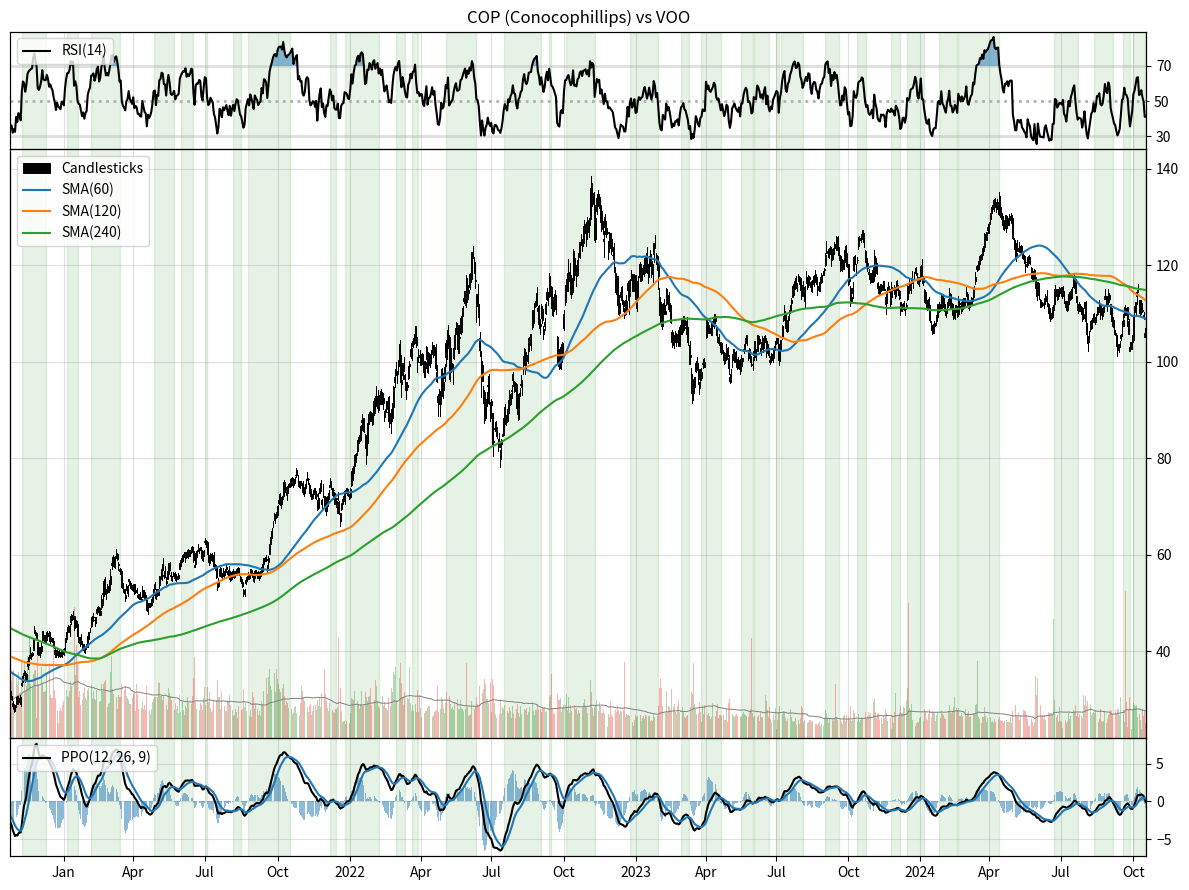 COP (Conocophillips) vs VOO
RSI(14)
70
50
30
Candlesticks
SMA(60)
SMA(120)
SMA(240)
140
120
100
80
60
40
PPO(12, 26, 9)
5
0
−5
Jan Apr Jul Oct 2022 Apr Jul Oct 2023 Apr Jul Oct 2024 Apr Jul Oct